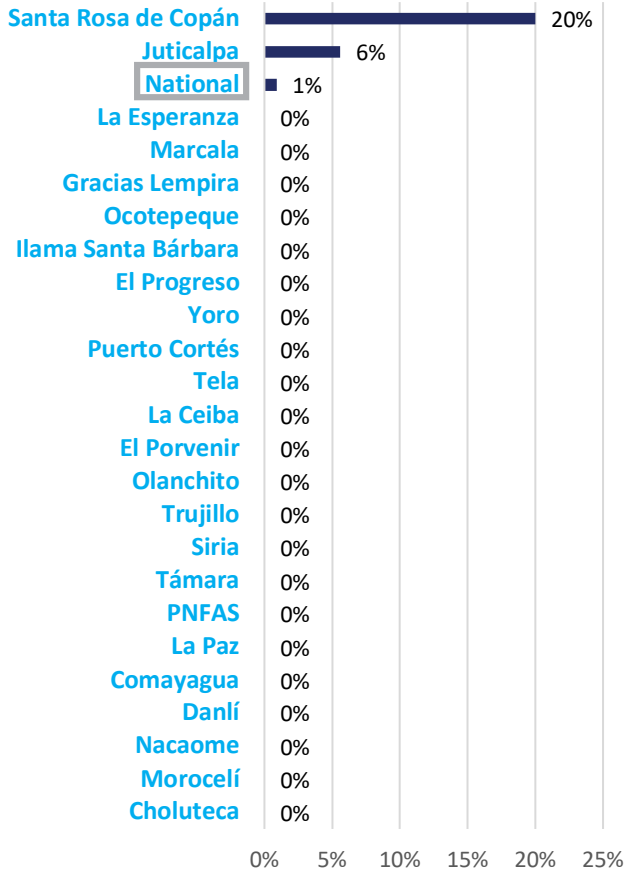 Santa Rosa de Copán 20%
Juticalpa 6%
National 1%
La Esperanza 0%
Marcala 0%
Gracias Lempira 0%
Ocotepeque 0%
Ilama Santa Bárbara 0%
El Progreso 0%
Yoro 0%
Puerto Cortés 0%
Tela 0%
La Ceiba 0%
El Porvenir 0%
Olanchito 0%
Trujillo 0%
Siria 0%
Támara 0%
PNFAS 0%
La Paz 0%
Comayagua 0%
Danlí 0%
Nacaome 0%
Morocelí 0%
Choluteca 0%
0% 5% 10% 15% 20% 25%